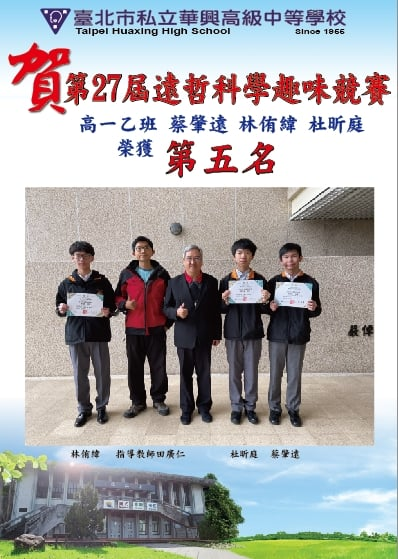 臺北市私立華興高級中等學校
Taipei Huaxing High School Since 1955
賀 第27屆遠哲科學趣味競賽
高一乙班 蔡肇遠 林侑緯 杜昕庭
榮獲 第五名
林侑緯 指導教師田廣仁 杜昕庭 蔡肇遠